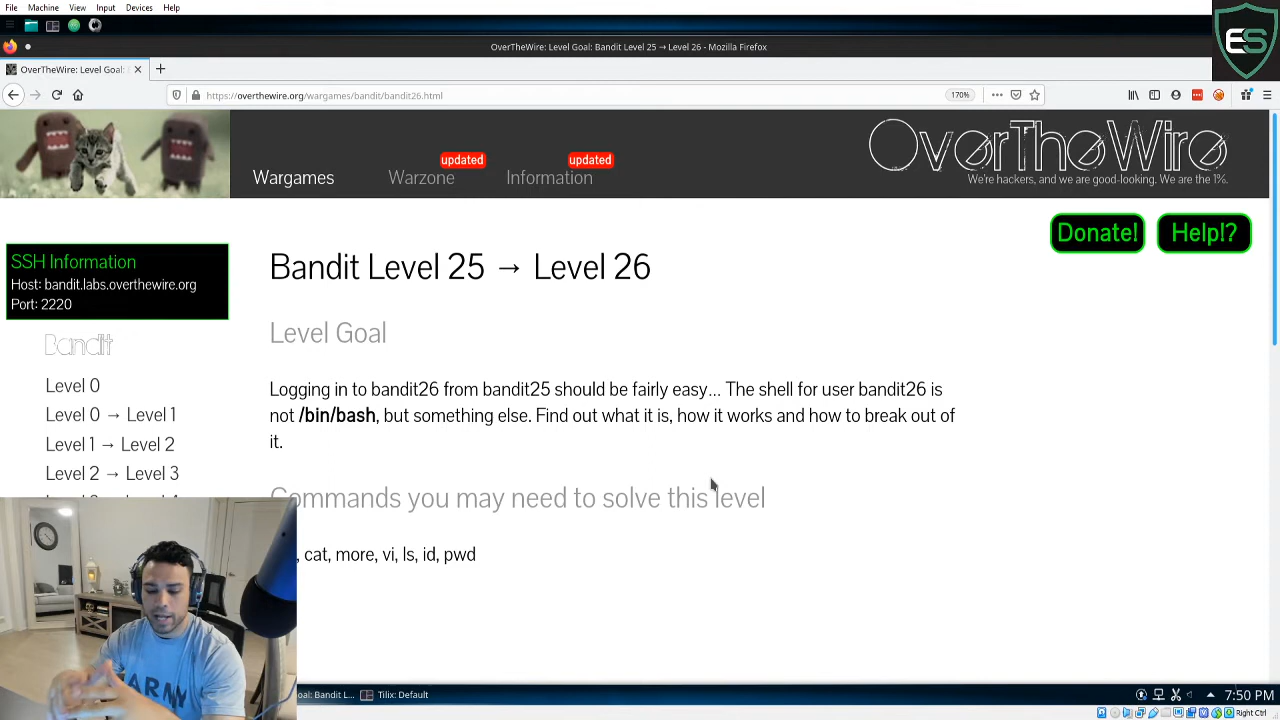 File Machine View Input Devices Help
ES
OverTheWire: Level Goal: Bandit Level 25 → Level 26 - Mozilla Firefox
OverTheWire: Level Goal:
https://overthewire.org/wargames/bandit/bandit26.html
170%
Wargames
Warzone
updated
Information
updated
OverTheWire
We're hackers, and we are good-looking. We are the 1%.
Donate!
Help!?
SSH Information
Host: bandit.labs.overthewire.org
Port: 2220
Bandit
Level 0
Level 0 → Level 1
Level 1 → Level 2
Level 2 → Level 3
Bandit Level 25 → Level 26
Level Goal
Logging in to bandit26 from bandit25 should be fairly easy... The shell for user bandit26 is
not /bin/bash, but something else. Find out what it is, how it works and how to break out of
it.
Commands you may need to solve this level
, cat, more, vi, ls, id, pwd
ARMY
oal: Bandit L...
Tilix: Default
7:50 PM
Right Ctrl